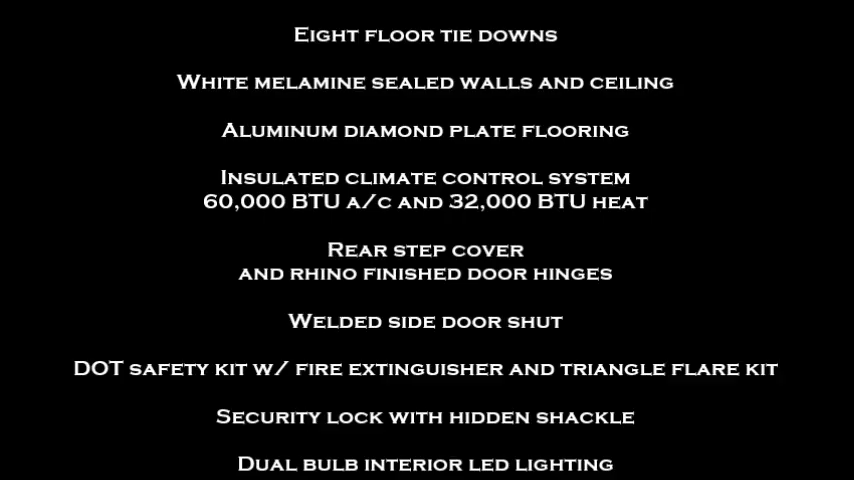 Eight floor tie downs
White melamine sealed walls and ceiling
Aluminum diamond plate flooring
Insulated climate control system
60,000 BTU a/c and 32,000 BTU heat
Rear step cover
and rhino finished door hinges
Welded side door shut
DOT safety kit w/ fire extinguisher and triangle flare kit
Security lock with hidden shackle
Dual bulb interior LED lighting